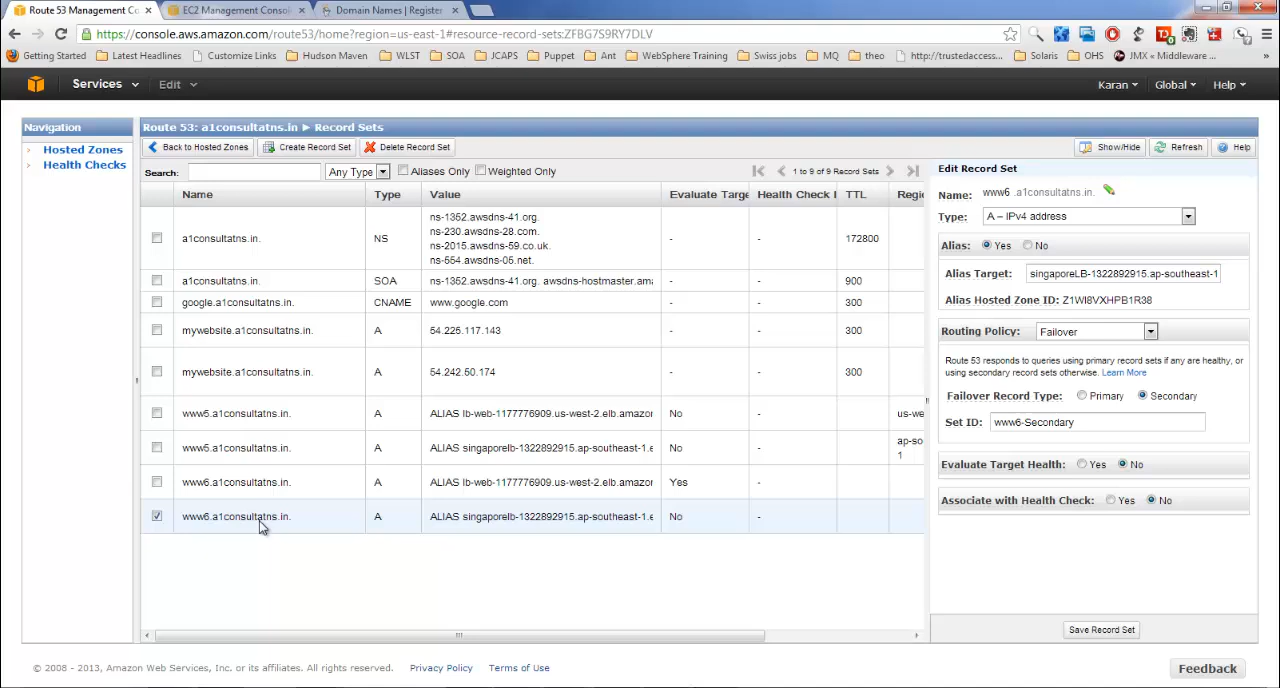 Route 53 Management Co
EC2 Management Consol
Domain Names | Register
https://console.aws.amazon.com/route53/home?region=us-east-1#resource-record-sets:ZFBG7S9RY7DLV
Getting Started
Latest Headlines
Customize Links
Hudson Maven
WLST
SOA
JCAPS
Puppet
Ant
WebSphere Training
Swiss jobs
MQ
theo
http://trustedaccess...
Solaris
OHS
JMX « Middleware ...
»
Services
Edit
Karan
Global
Help
Navigation
Hosted Zones
Health Checks
Route 53: a1consultatns.in ▶ Record Sets
Back to Hosted Zones
Create Record Set
Delete Record Set
Show/Hide
Refresh
Help
Search:
Any Type
Aliases Only
Weighted Only
1 to 9 of 9 Record Sets
Name Type Value Evaluate Targe Health Check I TTL Regi
a1consultatns.in. NS ns-1352.awsdns-41.org. - - 172800
ns-230.awsdns-28.com.
ns-2015.awsdns-59.co.uk.
ns-554.awsdns-05.net.
a1consultatns.in. SOA ns-1352.awsdns-41.org. awsdns-hostmaster.ama - - 900
google.a1consultatns.in. CNAME www.google.com - - 300
mywebsite.a1consultatns.in. A 54.225.117.143 - - 300
mywebsite.a1consultatns.in. A 54.242.50.174 - - 300
www5.a1consultatns.in. A ALIAS lb-web-1177776909.us-west-2.elb.amazor No - us-we
www5.a1consultatns.in. A ALIAS singaporelb-1322892915.ap-southeast-1.e No - ap-so
1
www6.a1consultatns.in. A ALIAS lb-web-1177776909.us-west-2.elb.amazor Yes -
www6.a1consultatns.in. A ALIAS singaporelb-1322892915.ap-southeast-1.e No -
Edit Record Set
Name: www6 .a1consultatns.in.
Type: A – IPv4 address
Alias: Yes No
Alias Target: singaporeLB-1322892915.ap-southeast-1
Alias Hosted Zone ID: Z1WI8VXHPB1R38
Routing Policy: Failover
Route 53 responds to queries using primary record sets if any are healthy, or
using secondary record sets otherwise. Learn More
Failover Record Type: Primary Secondary
Set ID: www6-Secondary
Evaluate Target Health: Yes No
Associate with Health Check: Yes No
Save Record Set
© 2008 - 2013, Amazon Web Services, Inc. or its affiliates. All rights reserved. Privacy Policy Terms of Use
Feedback